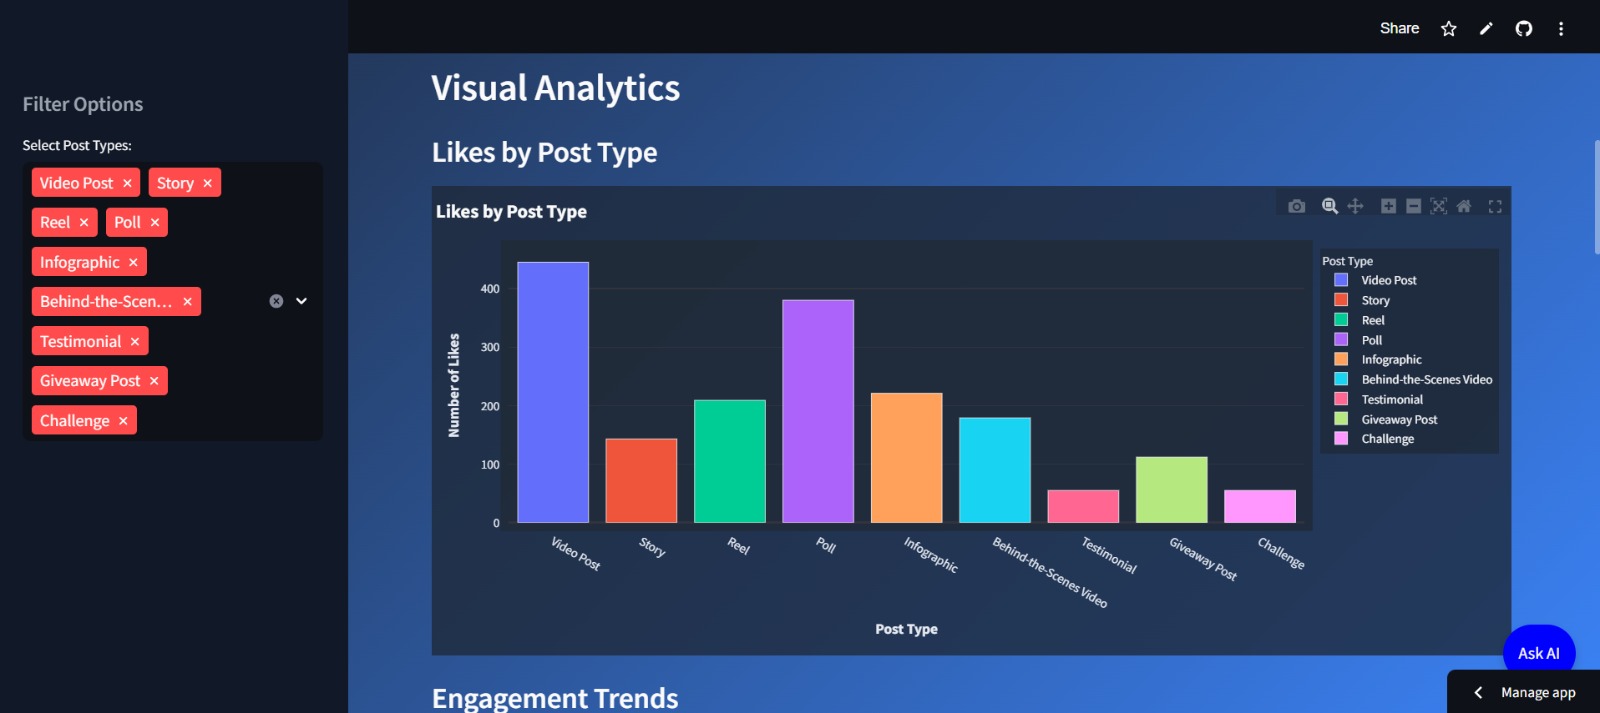 Share
Filter Options
Select Post Types:
Video Post × Story ×
Reel × Poll ×
Infographic ×
Behind-the-Scen... ×
Testimonial ×
Giveaway Post ×
Challenge ×
Visual Analytics
Likes by Post Type
Likes by Post Type
Number of Likes
400
300
200
100
0
Video Post
Story
Reel
Poll
Infographic
Behind-the-Scenes Video
Testimonial
Giveaway Post
Challenge
Post Type
Post Type
Video Post
Story
Reel
Poll
Infographic
Behind-the-Scenes Video
Testimonial
Giveaway Post
Challenge
Engagement Trends
Ask AI
Manage app